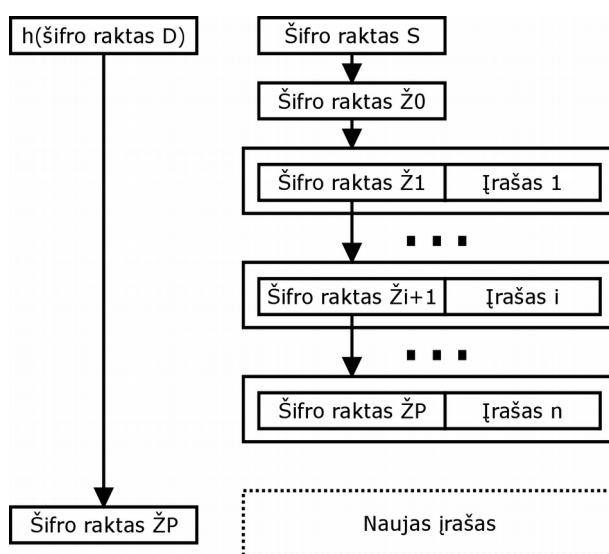 h(šifro raktas D)
Šifro raktas S
Šifro raktas Ž0
Šifro raktas Ž1 Įrašas 1
...
Šifro raktas Ži+1 Įrašas i
...
Šifro raktas ŽP Įrašas n
Šifro raktas ŽP
Naujas įrašas